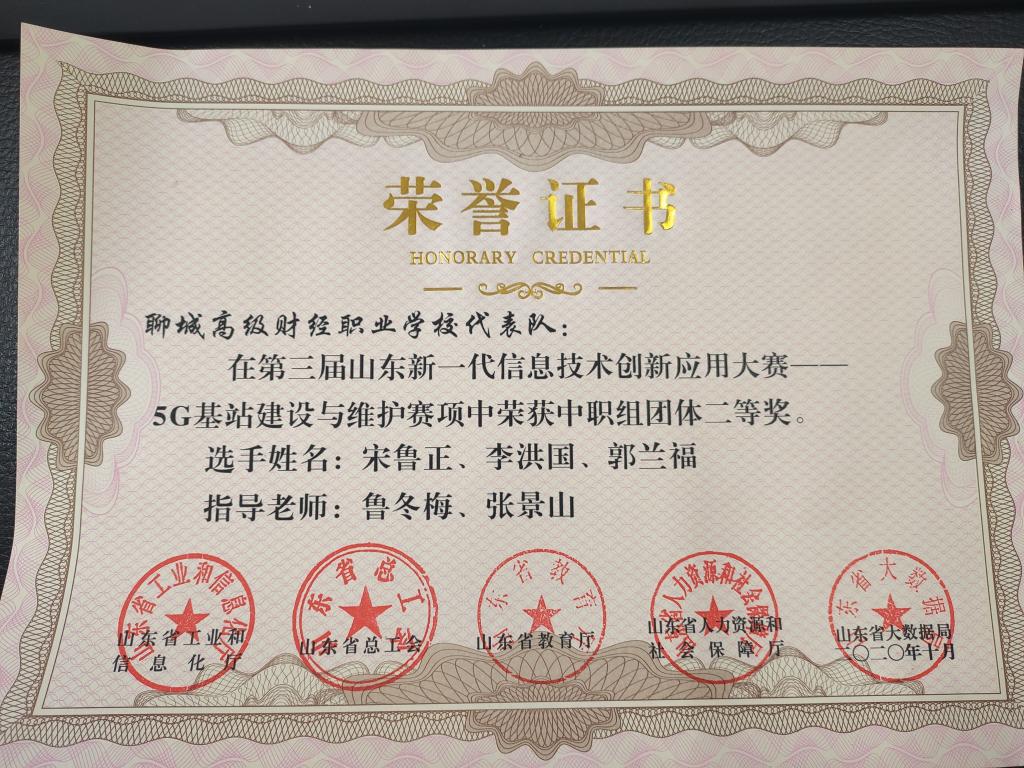 荣誉证书
HONORARY CREDENTIAL
聊城高级财经职业学校代表队：
在第三届山东新一代信息技术创新应用大赛——
5G基站建设与维护赛项中荣获中职组团体二等奖。
选手姓名：宋鲁正、李洪国、郭兰福
指导老师：鲁冬梅、张景山
山东省工业和
信息化厅
山东省总工会
山东省教育厅
山东省人力资源和
社会保障厅
山东省大数据局
二〇二〇年十月